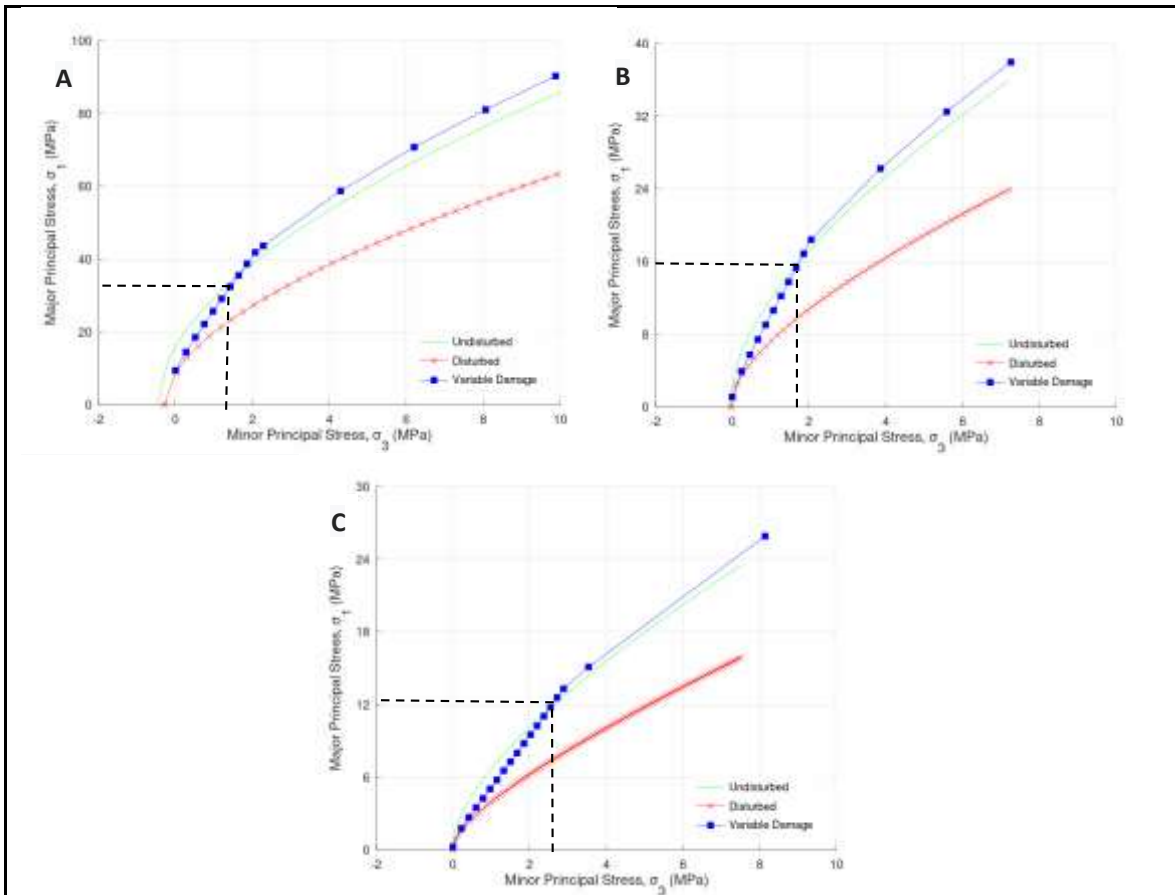 A
100
80
60
40
20
0
-2 0 2 4 6 8 10
Major Principal Stress, σ1 (MPa)
Minor Principal Stress, σ3 (MPa)
Undisturbed
Disturbed
Variable Damage
B
40
32
24
16
8
0
-2 0 2 4 6 8 10
Major Principal Stress, σ1 (MPa)
Minor Principal Stress, σ3 (MPa)
Undisturbed
Disturbed
Variable Damage
C
30
24
18
12
6
0
-2 0 2 4 6 8 10
Major Principal Stress, σ1 (MPa)
Minor Principal Stress, σ3 (MPa)
Undisturbed
Disturbed
Variable Damage